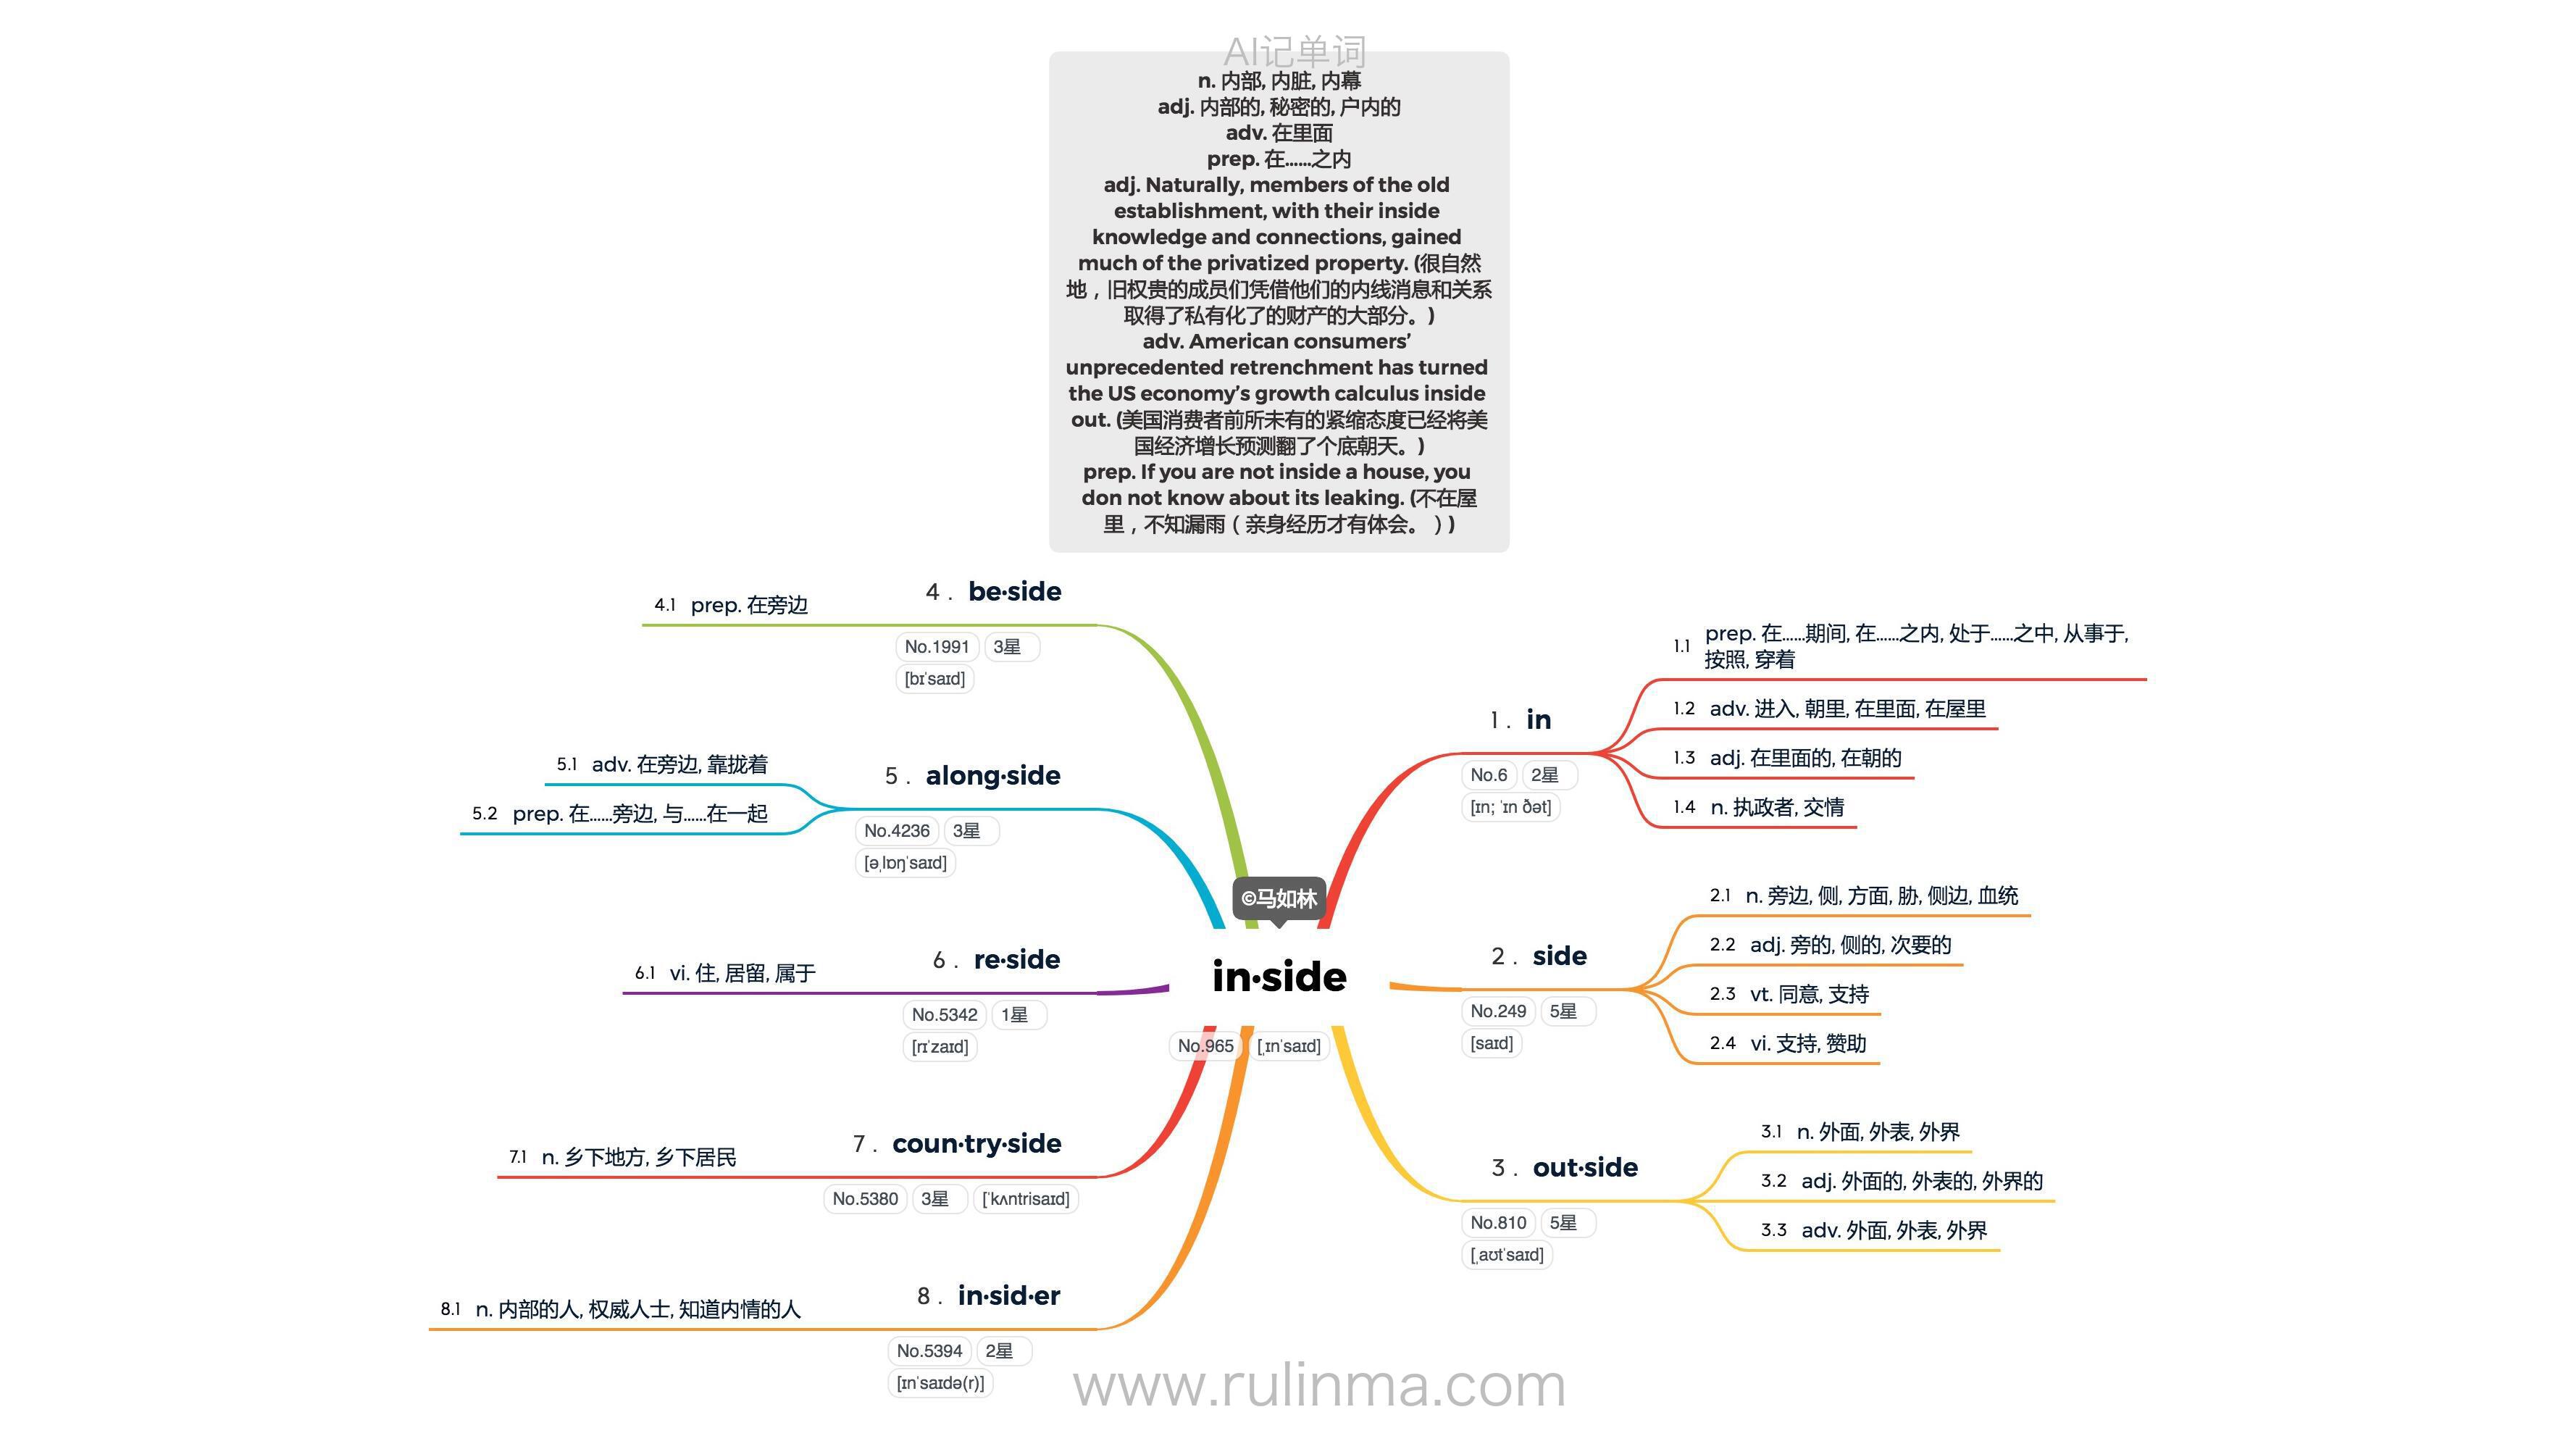 AI记单词
n. 内部, 内脏, 内幕
adj. 内部的, 秘密的, 户内的
adv. 在里面
prep. 在……之内
adj. Naturally, members of the old
establishment, with their inside
knowledge and connections, gained
much of the privatized property. (很自然
地，旧权贵的成员们凭借他们的内线消息和关系
取得了私有化了的财产的大部分。)
adv. American consumers’
unprecedented retrenchment has turned
the US economy’s growth calculus inside
out. (美国消费者前所未有的紧缩态度已经将美
国经济增长预测翻了个底朝天。)
prep. If you are not inside a house, you
don not know about its leaking. (不在屋
里，不知漏雨（亲身经历才有体会。）)
©马如林
in·side
No.965 [ˌɪnˈsaɪd]
1. in
No.6 2星
[ɪn; ˈɪn ðət]
1.1 prep. 在……期间, 在……之内, 处于……之中, 从事于,
按照, 穿着
1.2 adv. 进入, 朝里, 在里面, 在屋里
1.3 adj. 在里面的, 在朝的
1.4 n. 执政者, 交情
2. side
No.249 5星
[saɪd]
2.1 n. 旁边, 侧, 方面, 胁, 侧边, 血统
2.2 adj. 旁的, 侧的, 次要的
2.3 vt. 同意, 支持
2.4 vi. 支持, 赞助
3. out·side
No.810 5星
[ˌaʊtˈsaɪd]
3.1 n. 外面, 外表, 外界
3.2 adj. 外面的, 外表的, 外界的
3.3 adv. 外面, 外表, 外界
4. be·side
No.1991 3星
[bɪˈsaɪd]
4.1 prep. 在旁边
5. along·side
No.4236 3星
[əˌlɒŋˈsaɪd]
5.1 adv. 在旁边, 靠拢着
5.2 prep. 在……旁边, 与……在一起
6. re·side
No.5342 1星
[rɪˈzaɪd]
6.1 vi. 住, 居留, 属于
7. coun·try·side
No.5380 3星 [ˈkʌntrisaɪd]
7.1 n. 乡下地方, 乡下居民
8. in·sid·er
No.5394 2星
[ɪnˈsaɪdə(r)]
8.1 n. 内部的人, 权威人士, 知道内情的人
www.rulinma.com